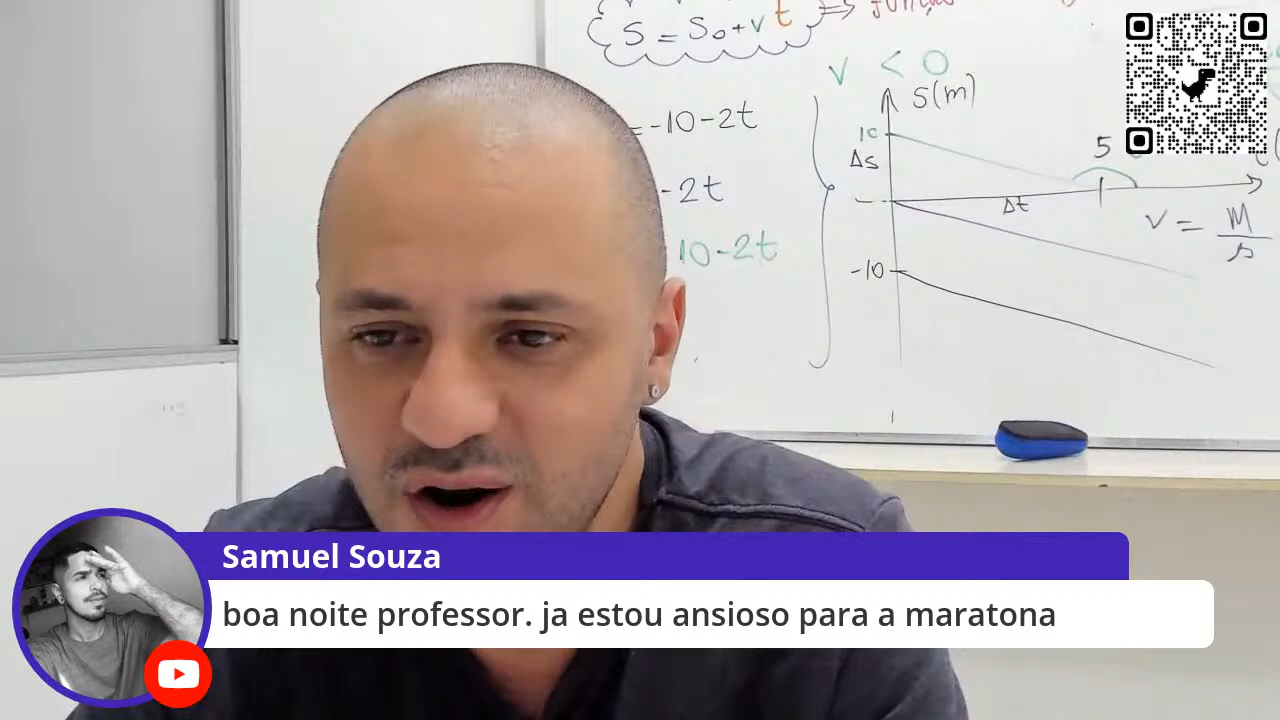 S = S₀ + v t
v < 0
= -10 - 2t
- 2t
10 - 2t
S(m)
10
Δs
5
Δt
-10
v = m/s
Samuel Souza
boa noite professor. ja estou ansioso para a maratona